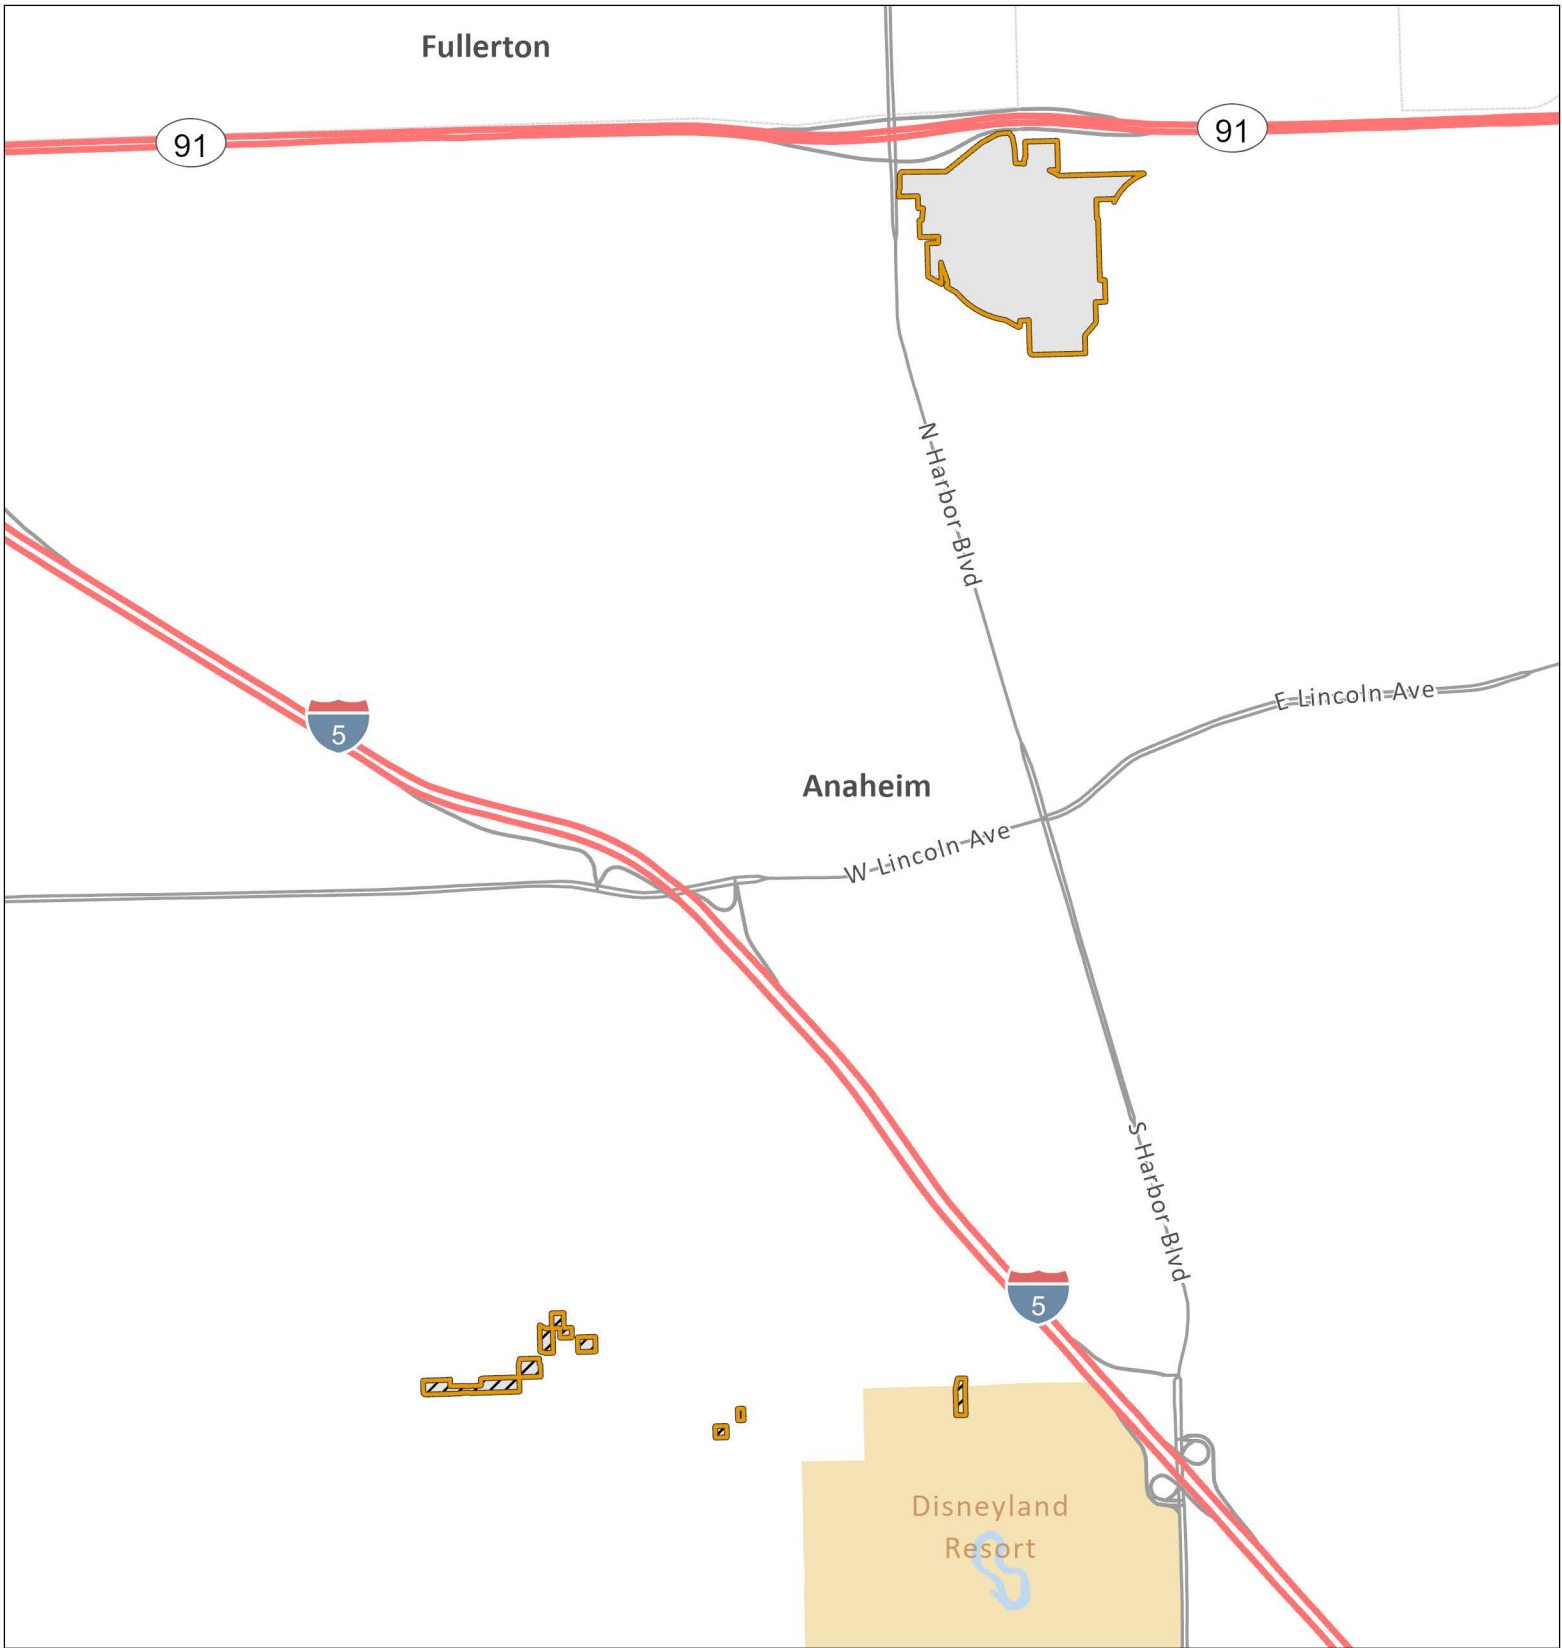 Fullerton
91
91
N Harbor Blvd
E Lincoln Ave
5
Anaheim
W Lincoln Ave
S Harbor Blvd
5
Disneyland
Resort